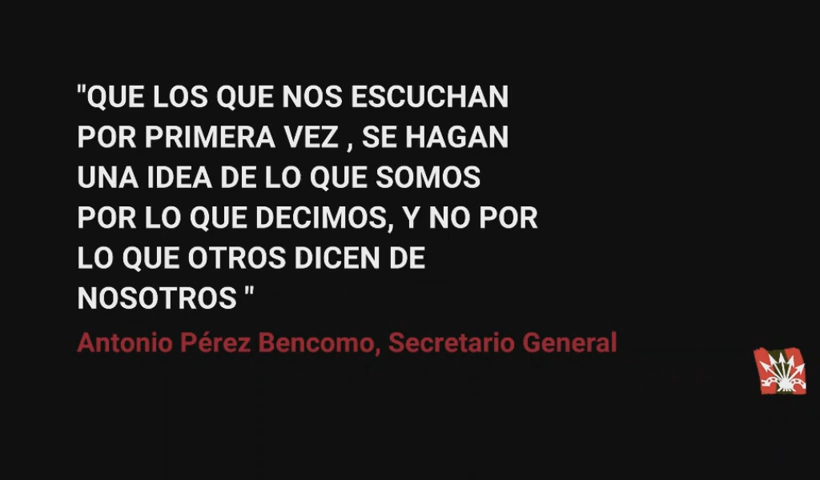 "QUE LOS QUE NOS ESCUCHAN
POR PRIMERA VEZ , SE HAGAN
UNA IDEA DE LO QUE SOMOS
POR LO QUE DECIMOS, Y NO POR
LO QUE OTROS DICEN DE
NOSOTROS "
Antonio Pérez Bencomo, Secretario General